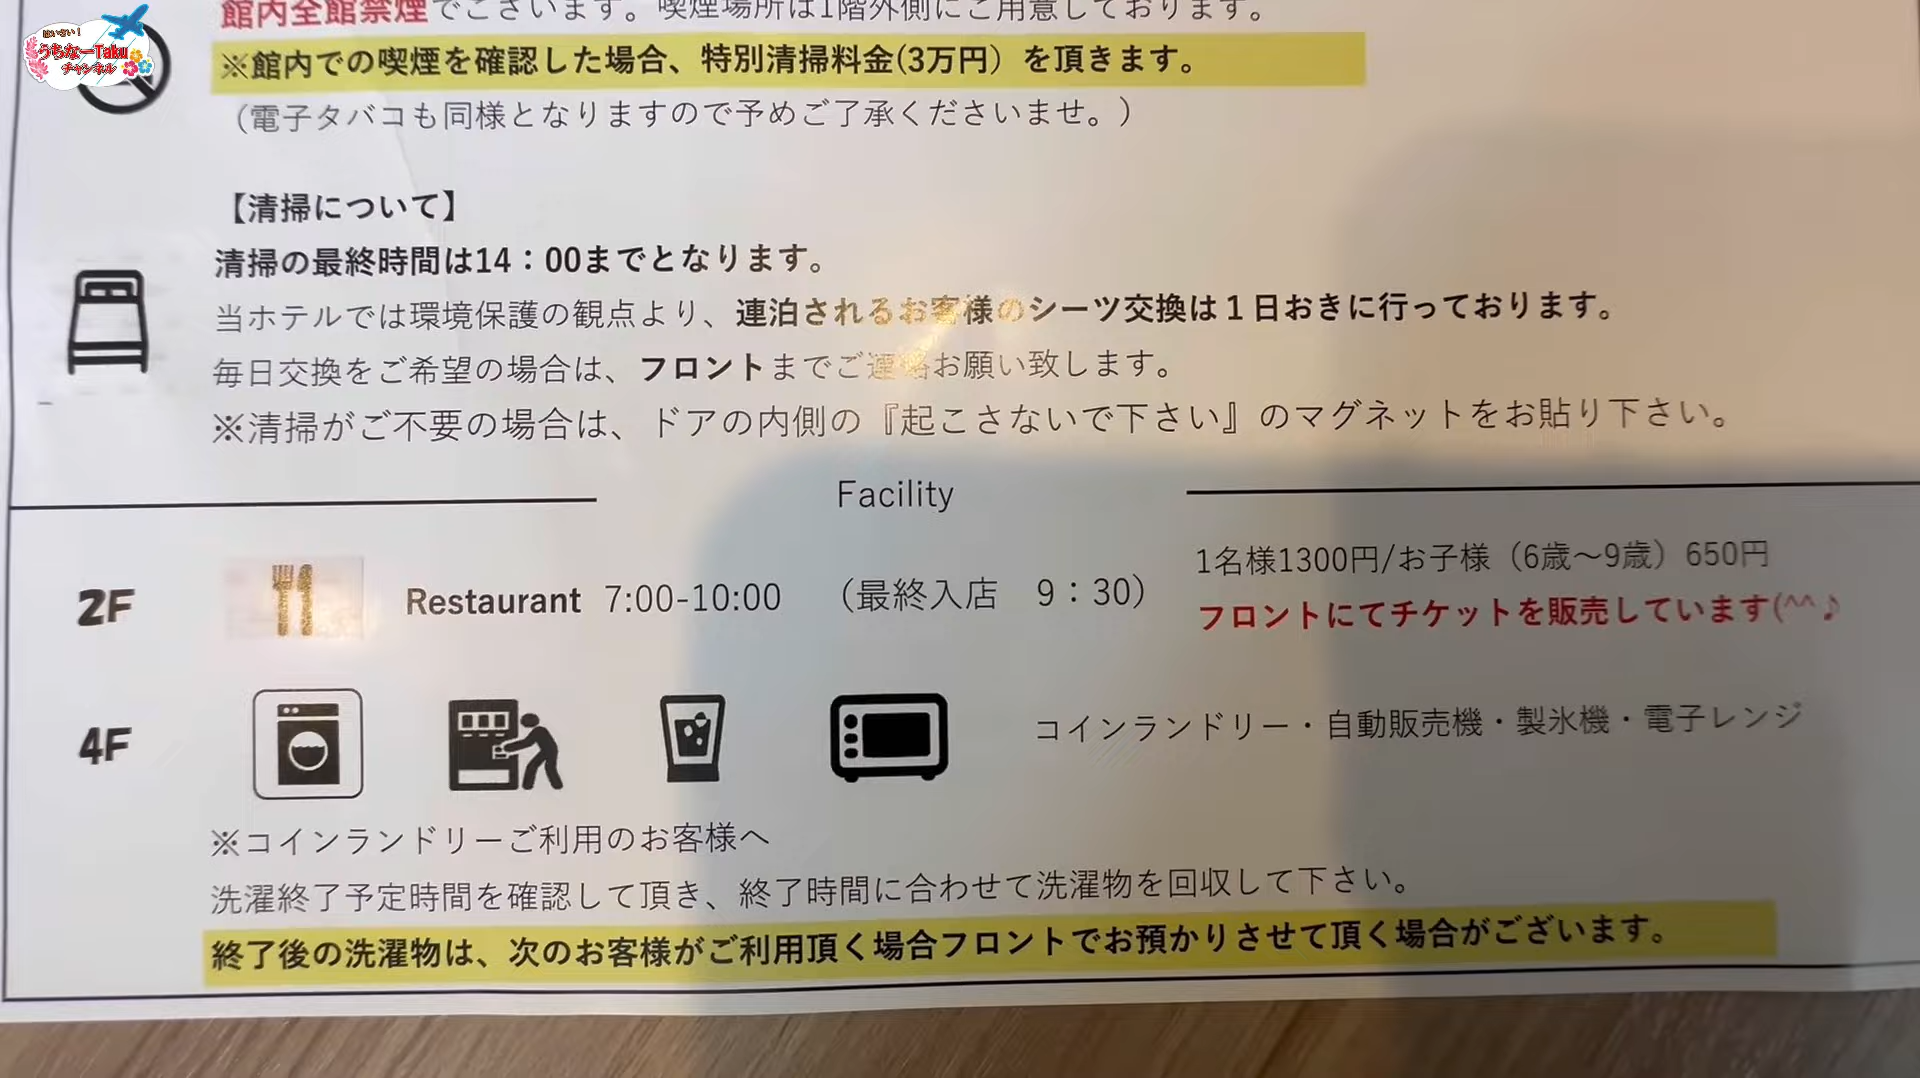 はいさい！
うちなーTaku
チャンネル
館内全館禁煙でございます。喫煙場所は1階外側にご用意しております。
※館内での喫煙を確認した場合、特別清掃料金(3万円）を頂きます。
（電子タバコも同様となりますので予めご了承くださいませ。）
【清掃について】
清掃の最終時間は14：00までとなります。
当ホテルでは環境保護の観点より、連泊されるお客様のシーツ交換は１日おきに行っております。
毎日交換をご希望の場合は、フロントまでご連絡お願い致します。
※清掃がご不要の場合は、ドアの内側の『起こさないで下さい』のマグネットをお貼り下さい。
Facility
2F Restaurant 7:00-10:00 （最終入店　9：30） 1名様1300円/お子様（6歳～9歳）650円
フロントにてチケットを販売しています(^^♪
4F コインランドリー・自動販売機・製氷機・電子レンジ
※コインランドリーご利用のお客様へ
洗濯終了予定時間を確認して頂き、終了時間に合わせて洗濯物を回収して下さい。
終了後の洗濯物は、次のお客様がご利用頂く場合フロントでお預かりさせて頂く場合がございます。